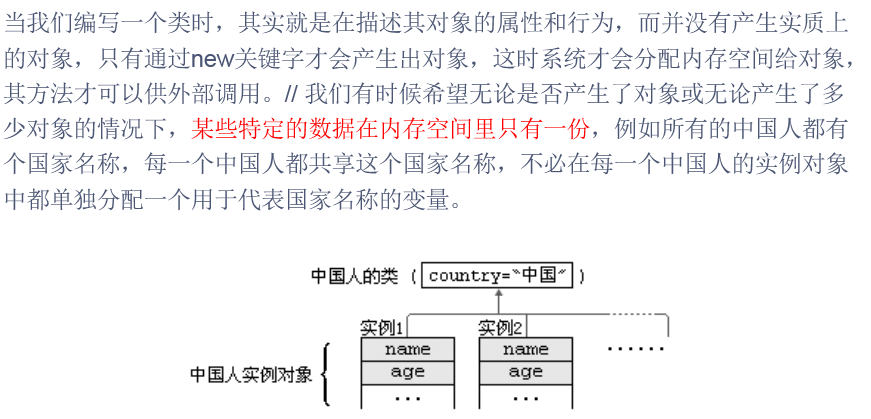 当我们编写一个类时，其实就是在描述其对象的属性和行为，而并没有产生实质上
的对象，只有通过new关键字才会产生出对象，这时系统才会分配内存空间给对象，
其方法才可以供外部调用。// 我们有时候希望无论是否产生了对象或无论产生了多
少对象的情况下，某些特定的数据在内存空间里只有一份，例如所有的中国人都有
个国家名称，每一个中国人都共享这个国家名称，不必在每一个中国人的实例对象
中都单独分配一个用于代表国家名称的变量。
中国人的类（country=“中国”）
实例1 实例2
name name ······
中国人实例对象 age age
··· ···